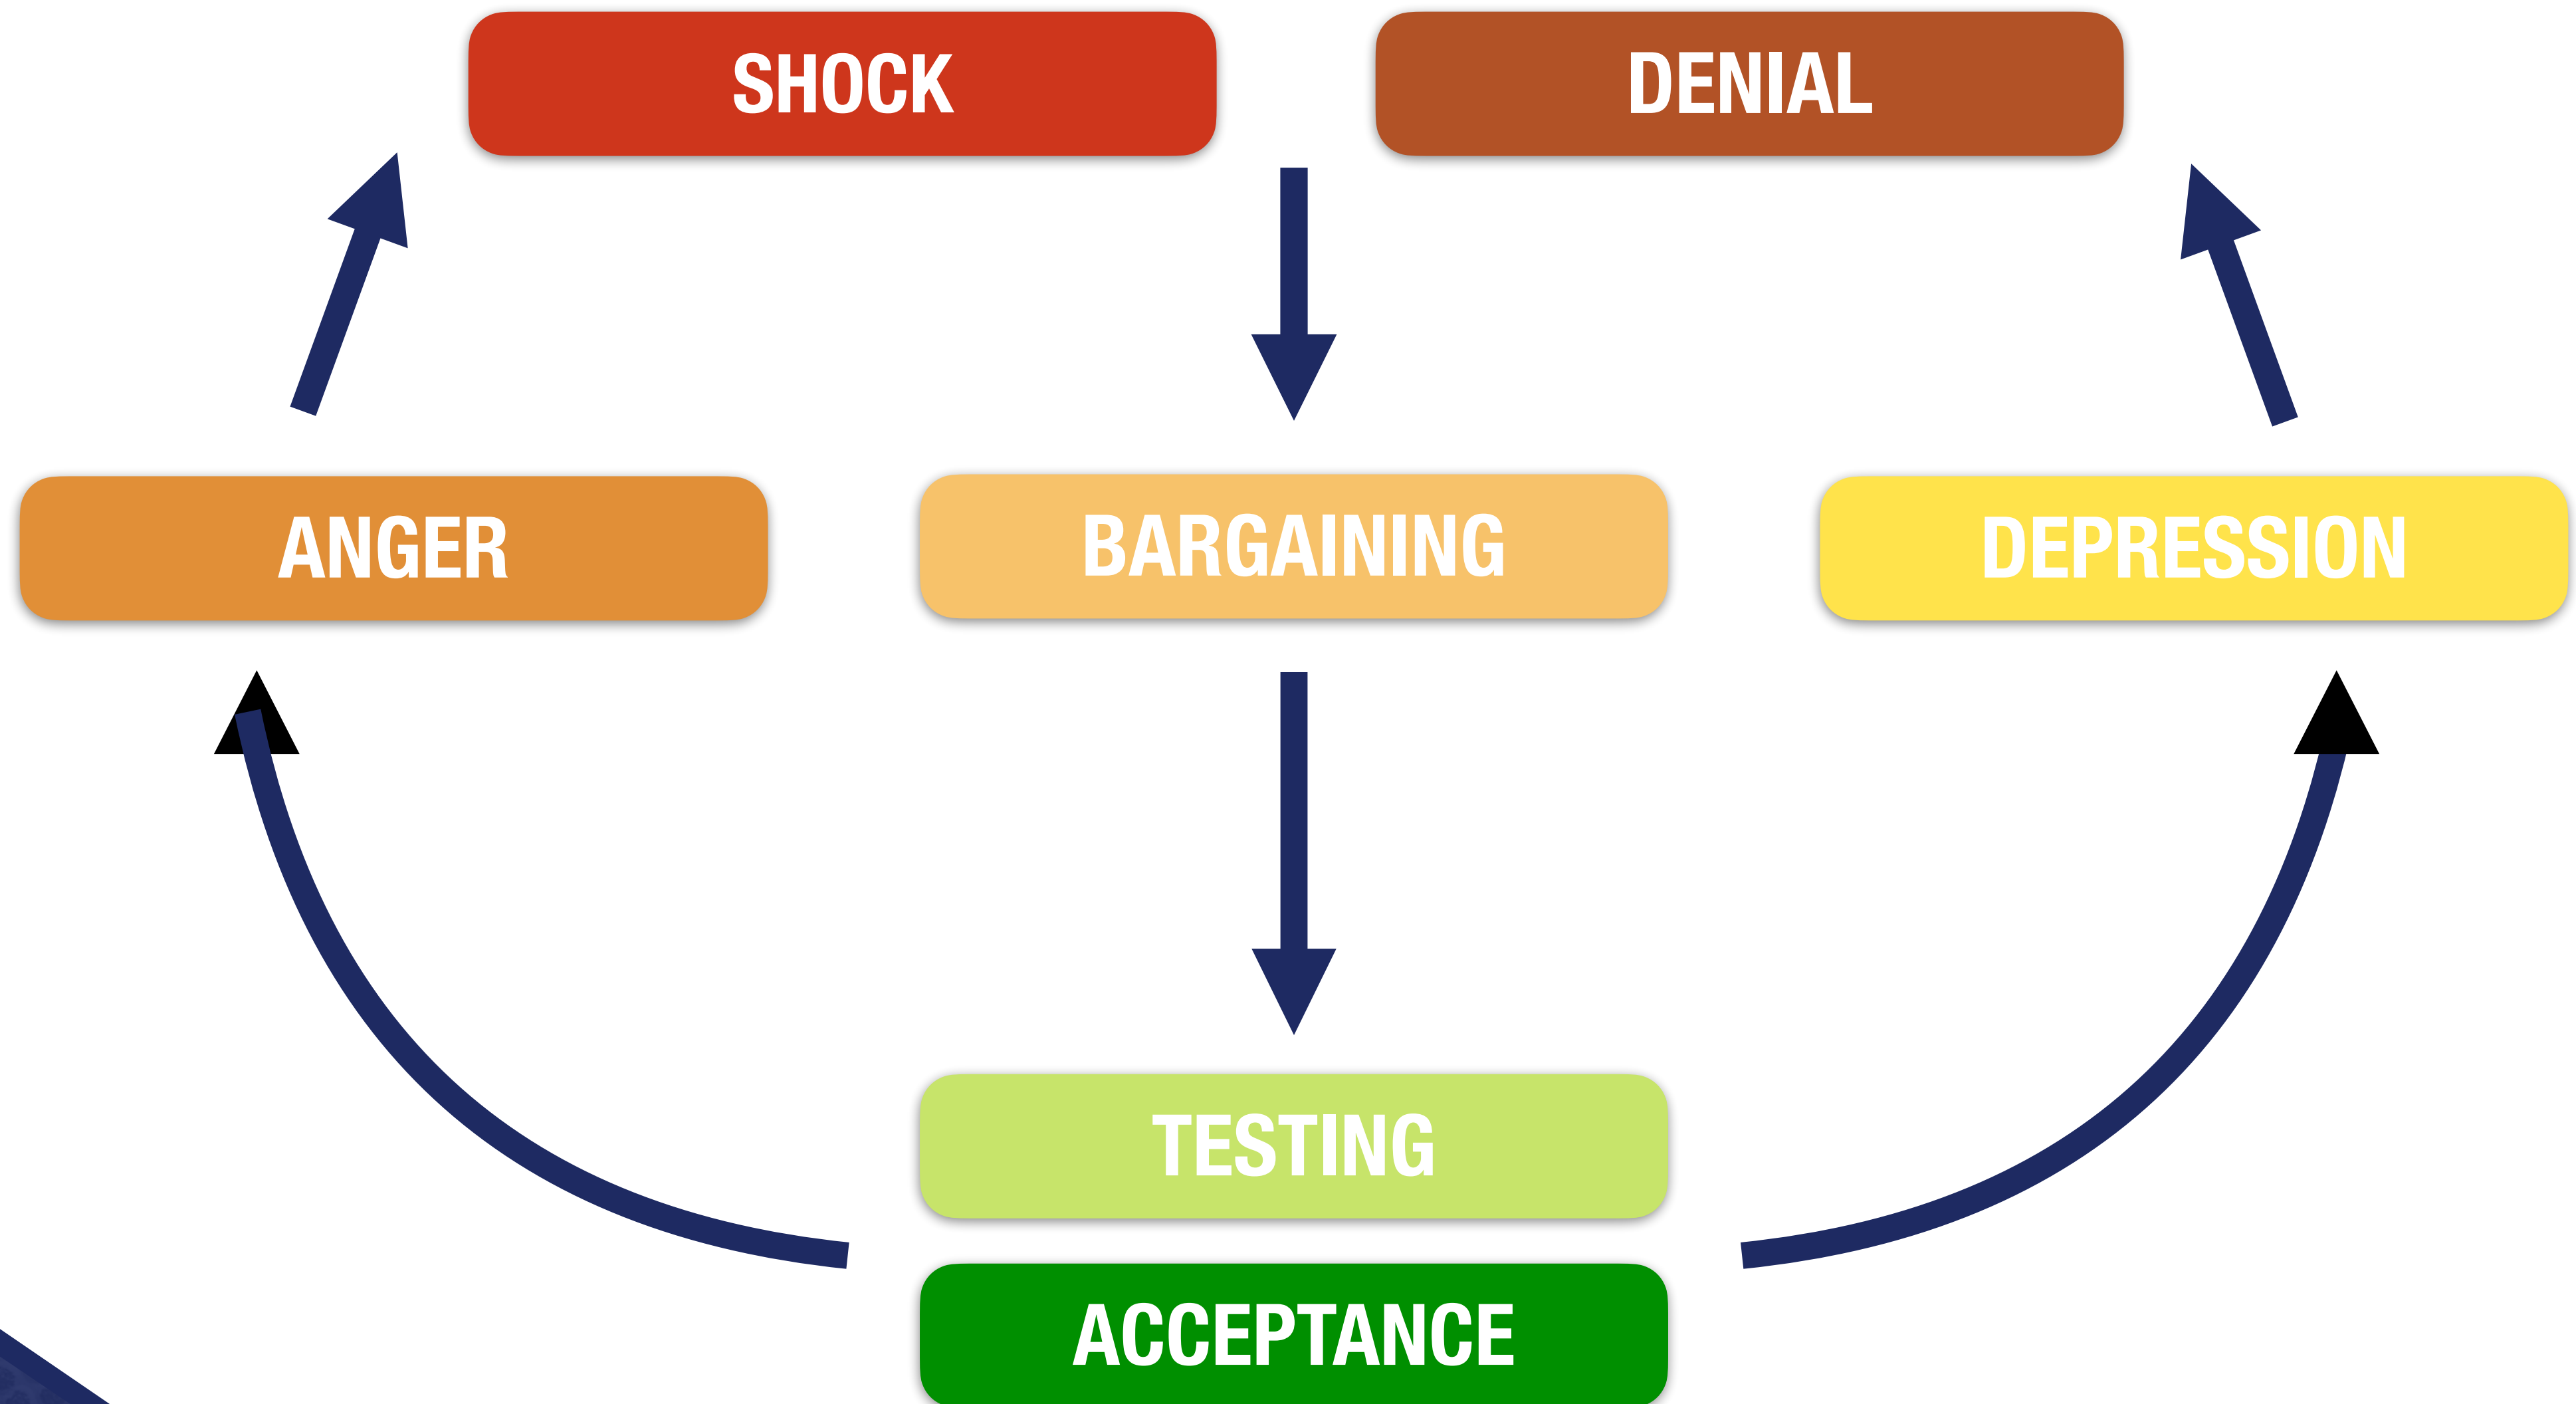 SHOCK
DENIAL
ANGER
BARGAINING
DEPRESSION
TESTING
ACCEPTANCE